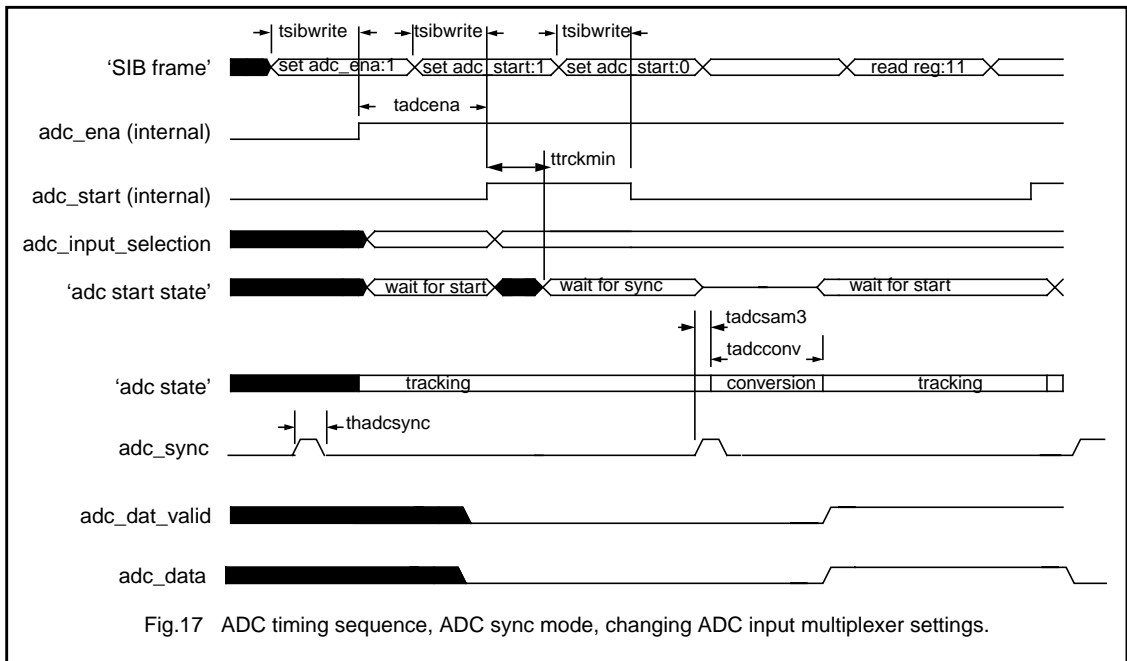 tsibwrite tsibwrite tsibwrite
‘SIB frame’ set adc_ena:1 set adc_start:1 set adc_start:0 read reg:11
tadcena
adc_ena (internal)
ttrckmin
adc_start (internal)
adc_input_selection
‘adc start state’ wait for start wait for sync wait for start
tadcsam3
tadcconv
‘adc state’ tracking conversion tracking
thadcsync
adc_sync
adc_dat_valid
adc_data
Fig.17 ADC timing sequence, ADC sync mode, changing ADC input multiplexer settings.